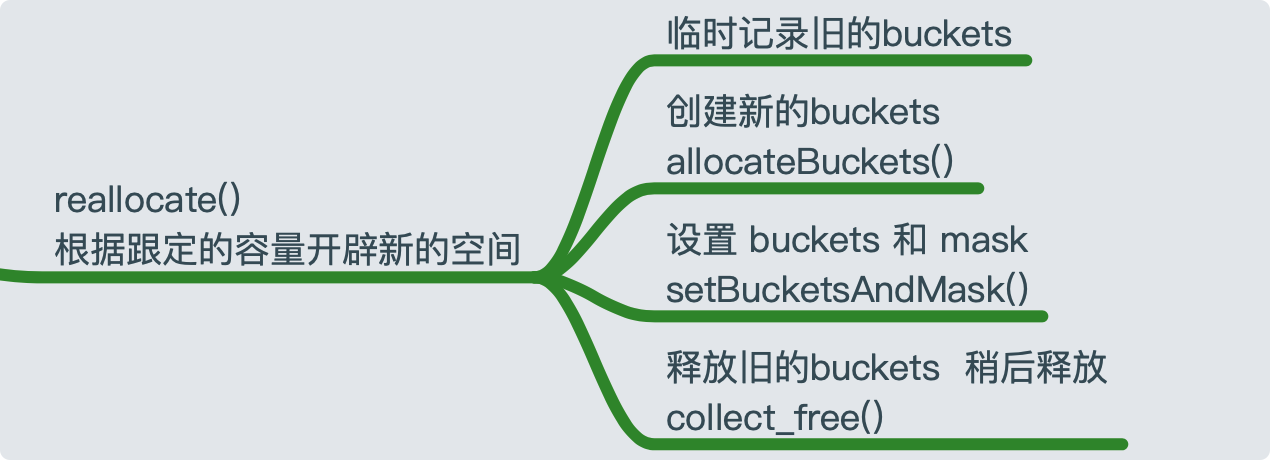 临时记录旧的buckets
创建新的buckets
allocateBuckets()
reallocate()
根据跟定的容量开辟新的空间
设置 buckets 和 mask
setBucketsAndMask()
释放旧的buckets  稍后释放
collect_free()